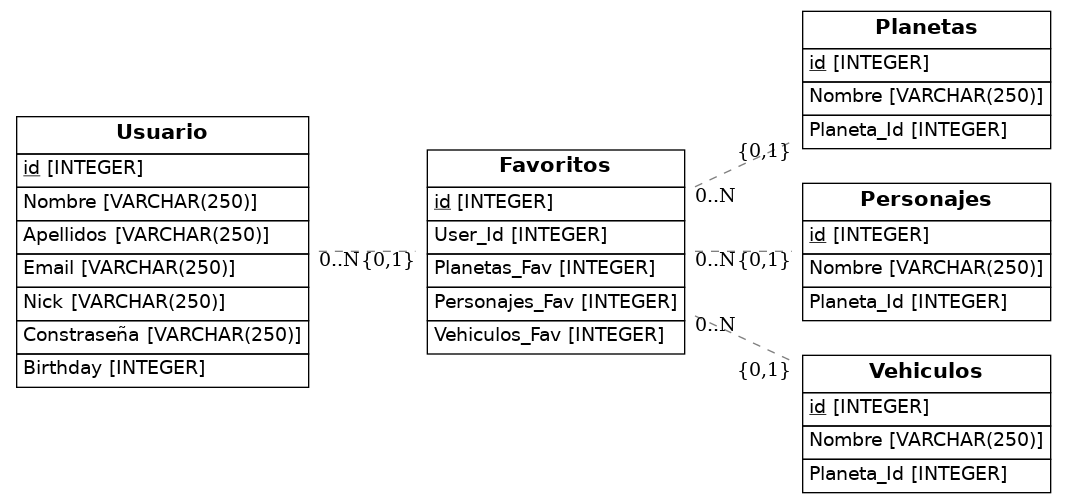 Usuario
id [INTEGER]
Nombre [VARCHAR(250)]
Apellidos [VARCHAR(250)]
Email [VARCHAR(250)]
Nick [VARCHAR(250)]
Constraseña [VARCHAR(250)]
Birthday [INTEGER]
0..N
{0,1}
Favoritos
id [INTEGER]
User_Id [INTEGER]
Planetas_Fav [INTEGER]
Personajes_Fav [INTEGER]
Vehiculos_Fav [INTEGER]
{0,1}
0..N
0..N
{0,1}
0..N
{0,1}
Planetas
id [INTEGER]
Nombre [VARCHAR(250)]
Planeta_Id [INTEGER]
Personajes
id [INTEGER]
Nombre [VARCHAR(250)]
Planeta_Id [INTEGER]
Vehiculos
id [INTEGER]
Nombre [VARCHAR(250)]
Planeta_Id [INTEGER]